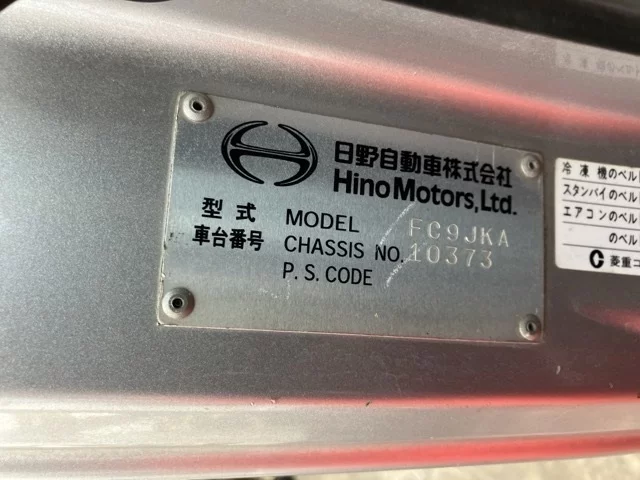 日野自動車株式会社
Hino Motors, Ltd.
型式 MODEL FC9JKA
車台番号 CHASSIS NO. 10373
P.S.CODE
冷凍機のベル
スタンバイのベル
エアコンのベル
のベル
菱重コ